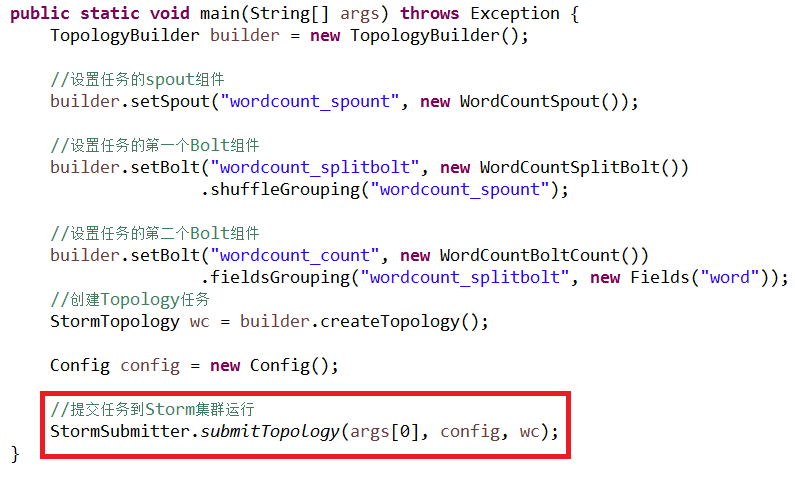 public static void main(String[] args) throws Exception {
TopologyBuilder builder = new TopologyBuilder();
//设置任务的spout组件
builder.setSpout("wordcount_spount", new WordCountSpout());
//设置任务的第一个Bolt组件
builder.setBolt("wordcount_splitbolt", new WordCountSplitBolt())
.shuffleGrouping("wordcount_spount");
//设置任务的第二个Bolt组件
builder.setBolt("wordcount_count", new WordCountBoltCount())
.fieldsGrouping("wordcount_splitbolt", new Fields("word"));
//创建Topology任务
StormTopology wc = builder.createTopology();
Config config = new Config();
//提交任务到Storm集群运行
StormSubmitter.submitTopology(args[0], config, wc);
}